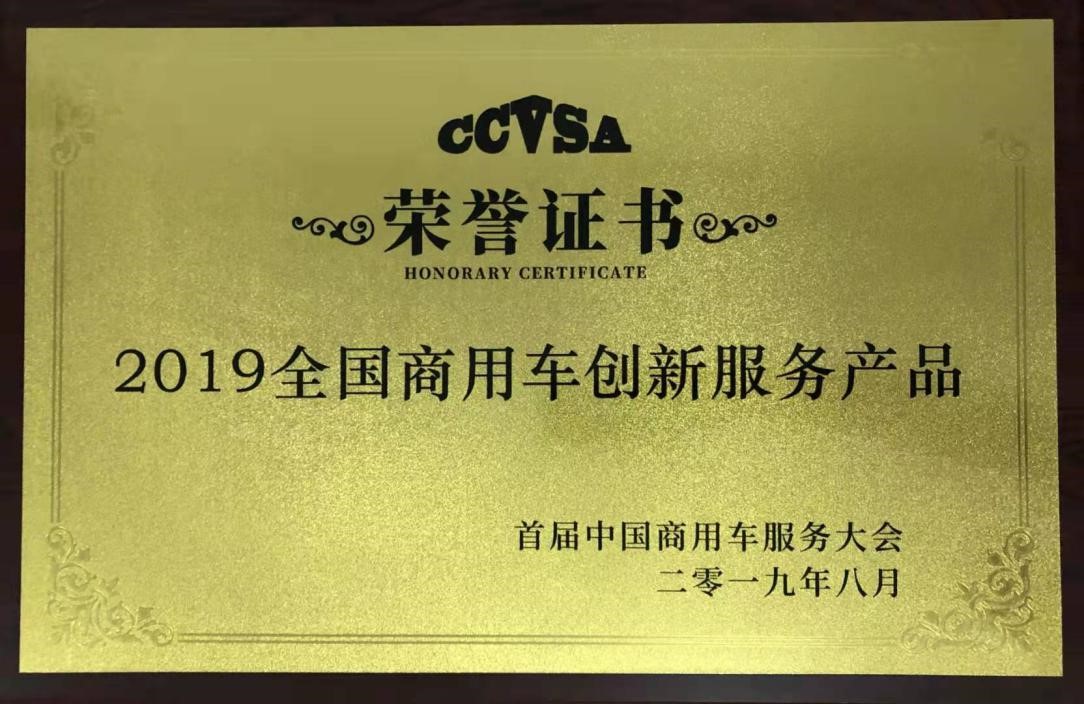 CCVSA
荣誉证书
HONORARY CERTIFICATE
2019全国商用车创新服务产品
首届中国商用车服务大会
二零一九年八月